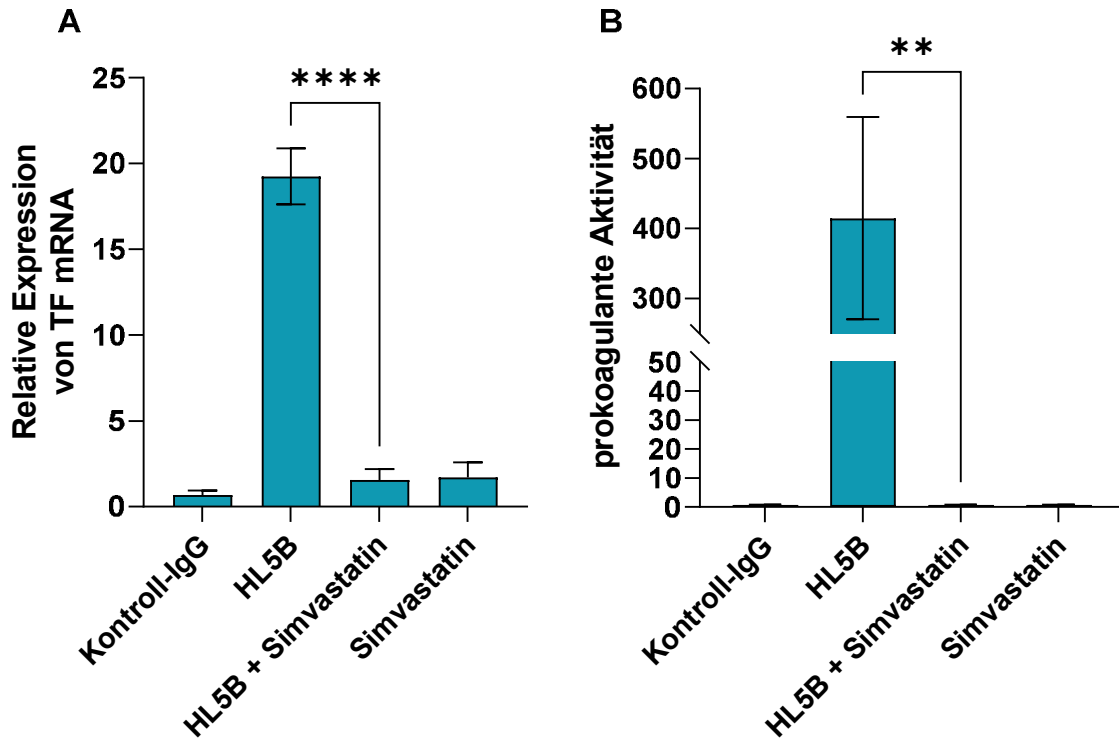 A
Relative Expression
von TF mRNA
25
20
15
10
5
0
****
Kontroll-IgG
HL5B
HL5B + Simvastatin
Simvastatin
B
prokoagulante Aktivität
600
500
400
300
50
40
30
20
10
0
**
Kontroll-IgG
HL5B
HL5B + Simvastatin
Simvastatin